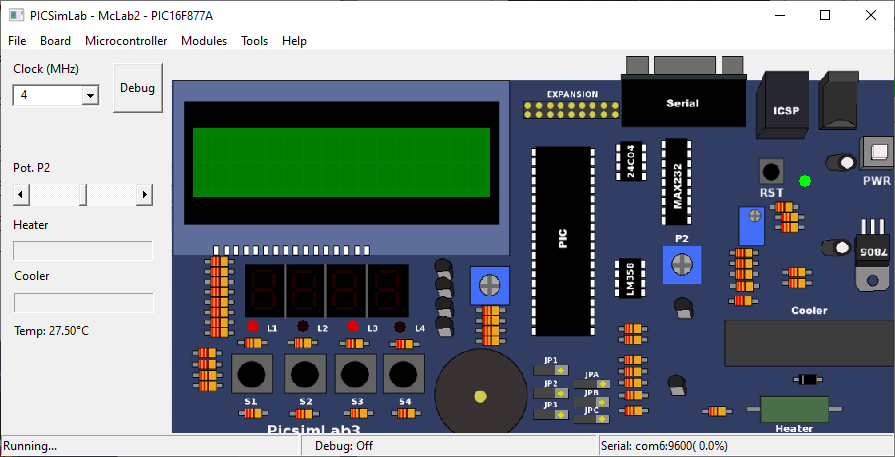 PICSimLab - McLab2 - PIC16F877A
File Board Microcontroller Modules Tools Help
Clock (MHz)
4
Debug
Pot. P2
Heater
Cooler
Temp: 27.50°C
EXPANSION
Serial
ICSP
24C04
MAX232
PIC
RST
PWR
P2
LM358
7805
Cooler
L1 L2 L3 L4
JP1
JPA
JP2
JPB
JP3
JPC
S1 S2 S3 S4
PicsimLab3
Heater
Running...
Debug: Off
Serial: com6:9600( 0.0%)